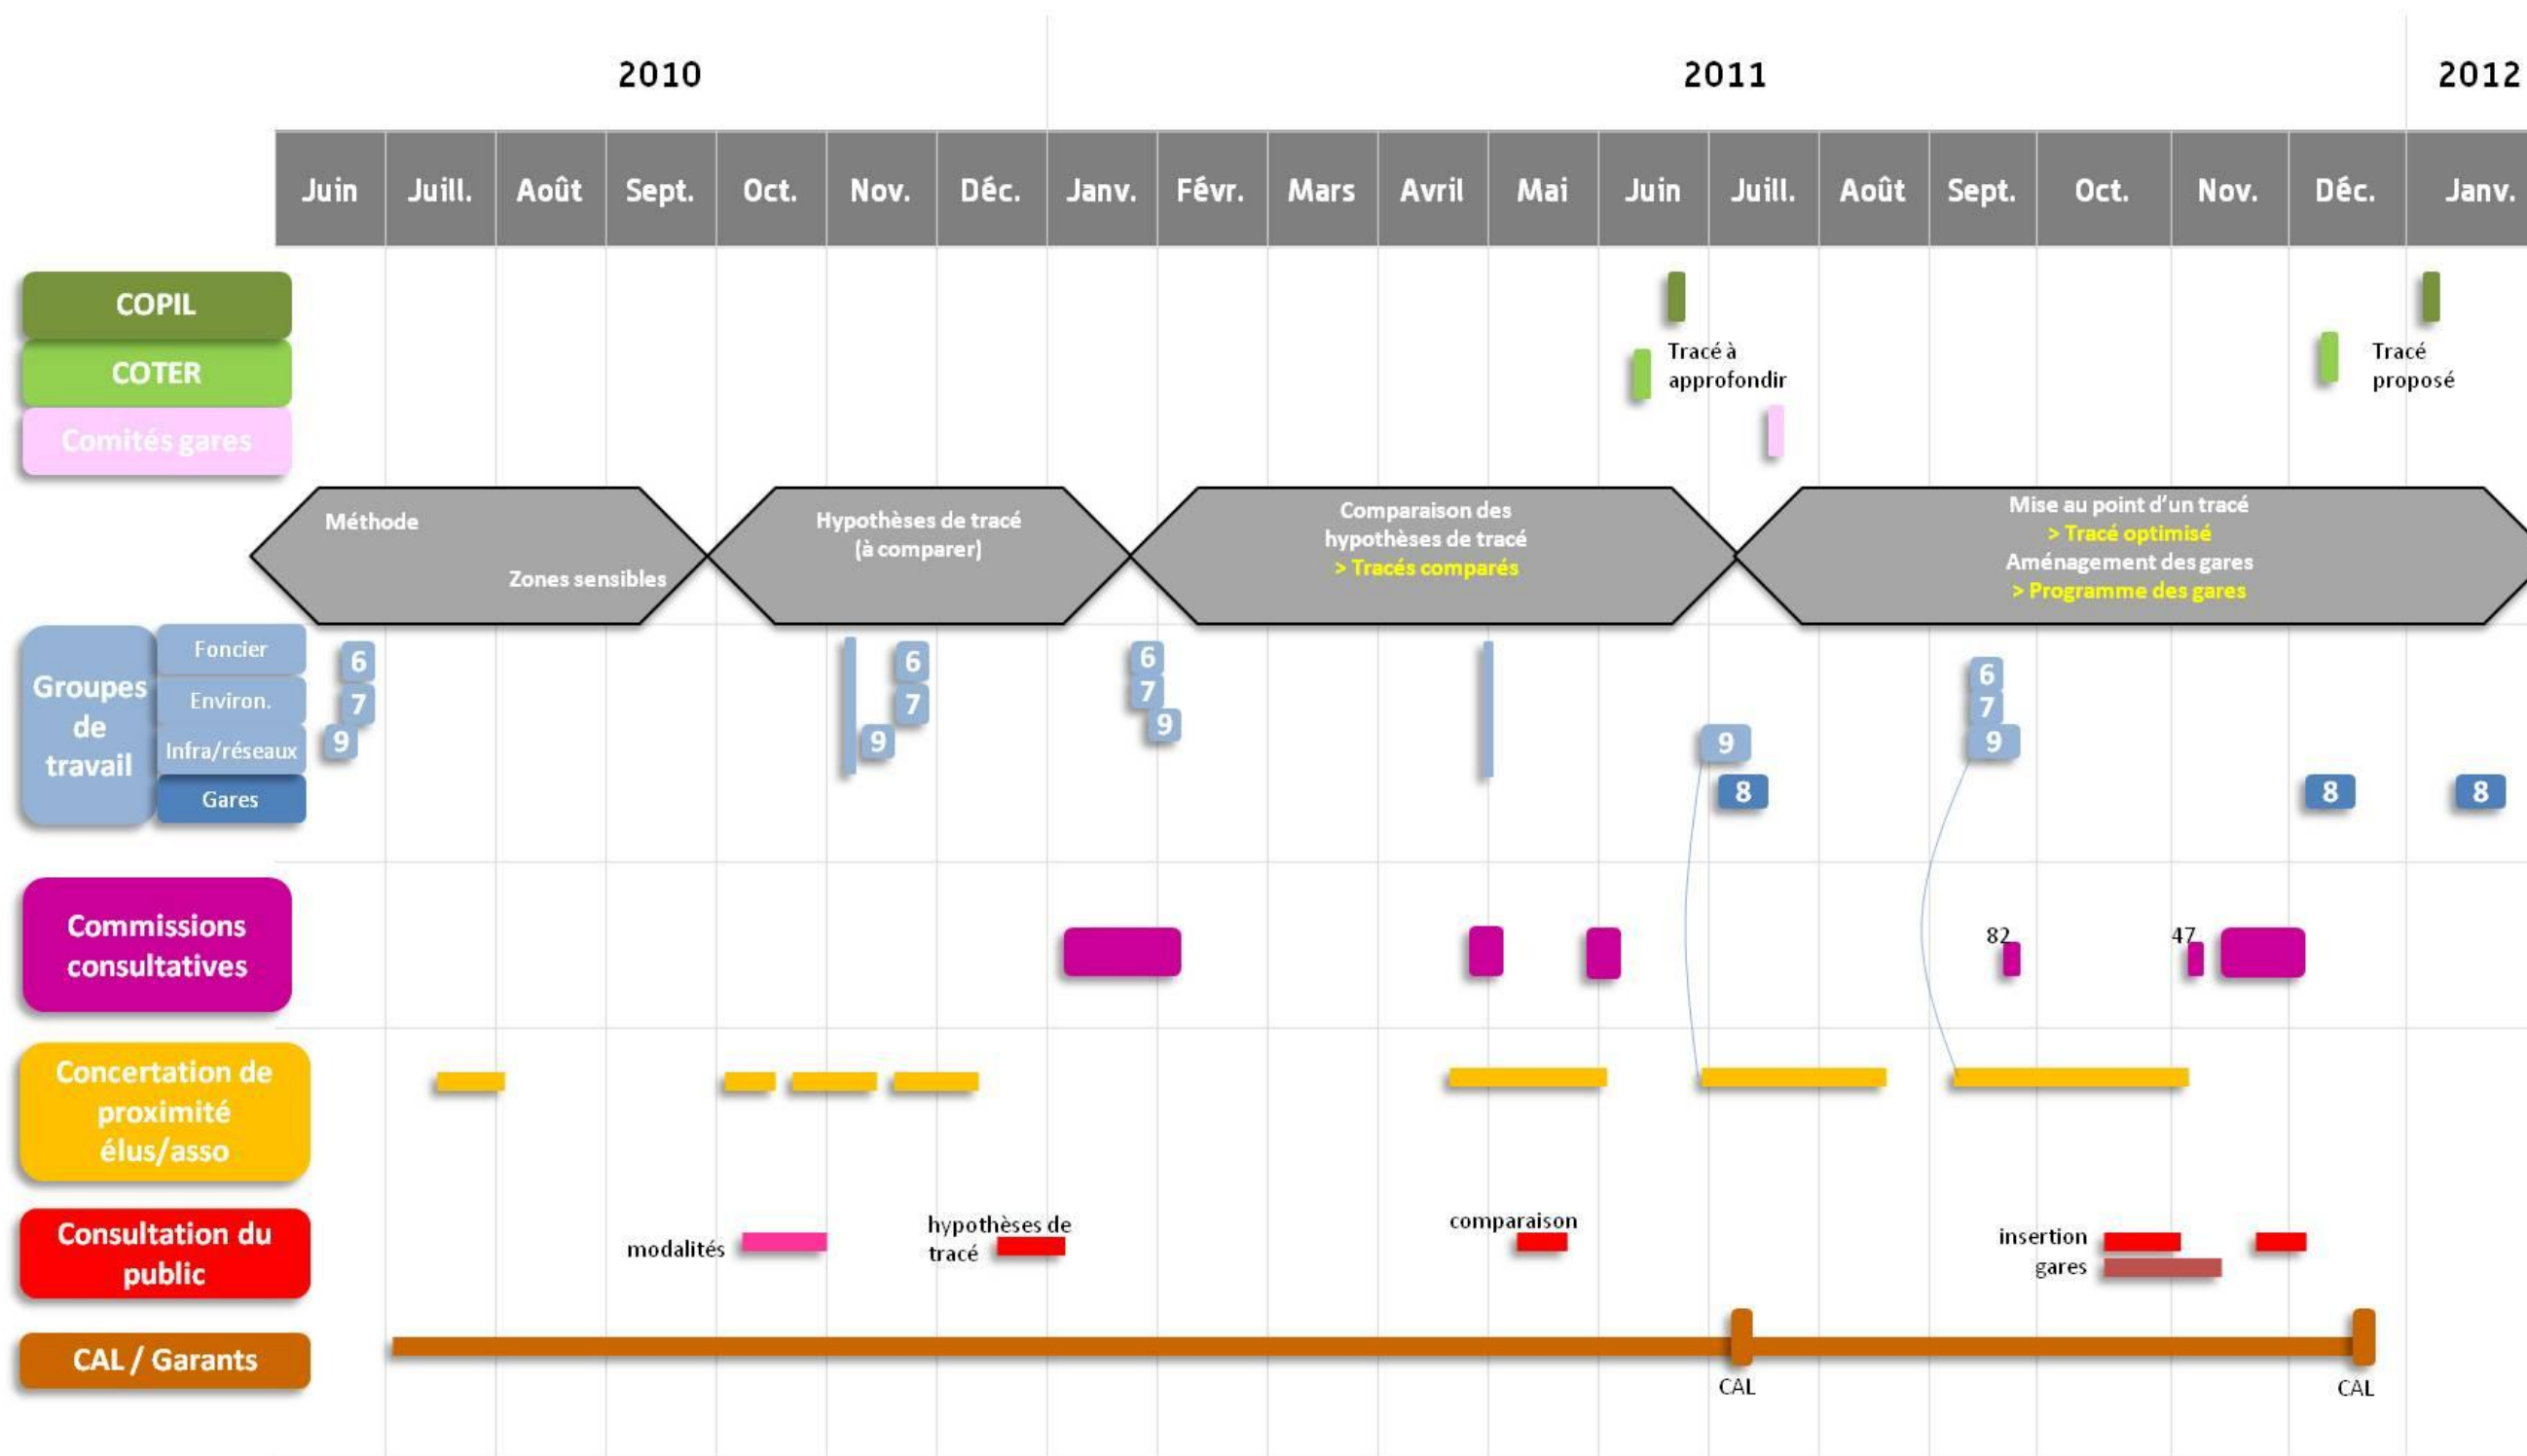 2010
2011
2012
Juin
Juill.
Août
Sept.
Oct.
Nov.
Déc.
Janv.
Févr.
Mars
Avril
Mai
Juin
Juill.
Août
Sept.
Oct.
Nov.
Déc.
Janv.
COPIL
COTER
Tracé à
approfondir
Tracé
proposé
Comités gares
Méthode
Zones sensibles
Hypothèses de tracé
(à comparer)
Comparaison des
hypothèses de tracé
> Tracés comparés
Mise au point d'un tracé
> Tracé optimisé
Aménagement des gares
> Programme des gares
Groupes
de
travail
Foncier
Environ.
Infra/réseaux
Gares
6
7
9
6
7
9
6
7
9
9
8
6
7
9
8
8
Commissions
consultatives
82
47
Concertation de
proximité
élus/asso
Consultation du
public
modalités
hypothèses de
tracé
comparaison
insertion
gares
CAL / Garants
CAL
CAL